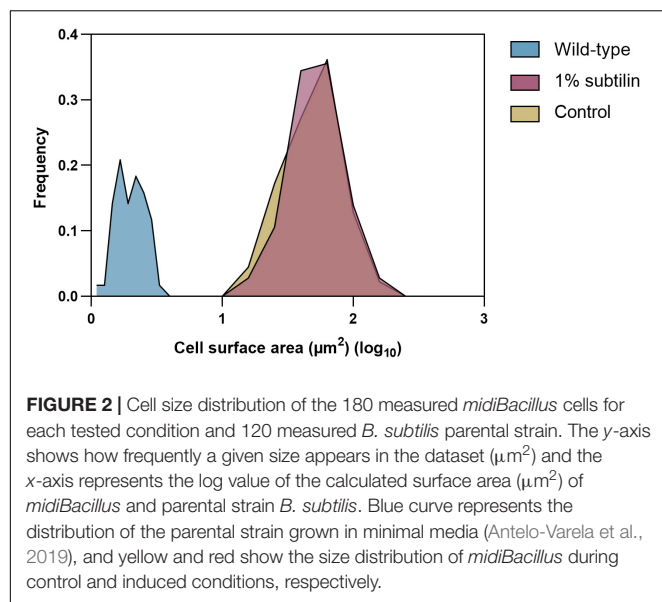 0.4
0.3
0.2
0.1
0.0
Frequency
0
1
2
3
Cell surface area (µm²) (log₁₀)
Wild-type
1% subtilin
Control
FIGURE 2 | Cell size distribution of the 180 measured midiBacillus cells for
each tested condition and 120 measured B. subtilis parental strain. The y-axis
shows how frequently a given size appears in the dataset (µm²) and the
x-axis represents the log value of the calculated surface area (µm²) of
midiBacillus and parental strain B. subtilis. Blue curve represents the
distribution of the parental strain grown in minimal media (Antelo-Varela et al.,
2019), and yellow and red show the size distribution of midiBacillus during
control and induced conditions, respectively.